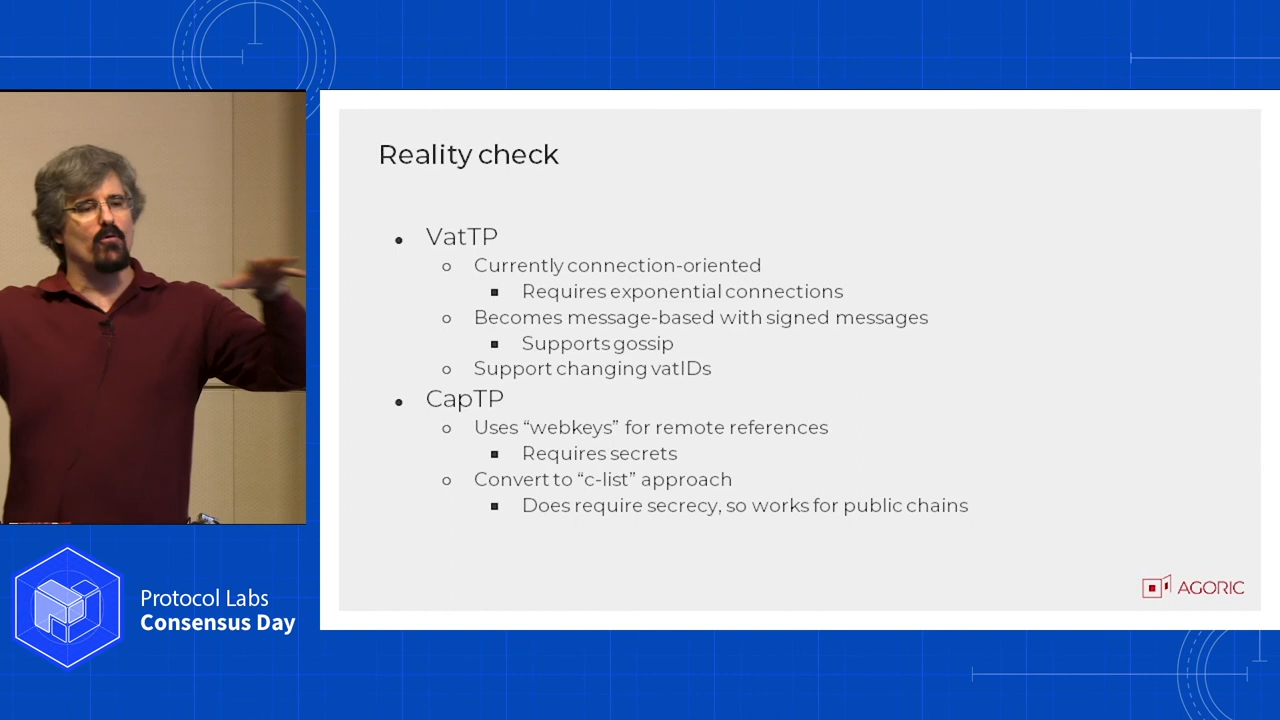 Reality check
VatTP
Currently connection-oriented
Requires exponential connections
Becomes message-based with signed messages
Supports gossip
Support changing vatIDs
CapTP
Uses “webkeys” for remote references
Requires secrets
Convert to “c-list” approach
Does require secrecy, so works for public chains
AGORIC
Protocol Labs
Consensus Day